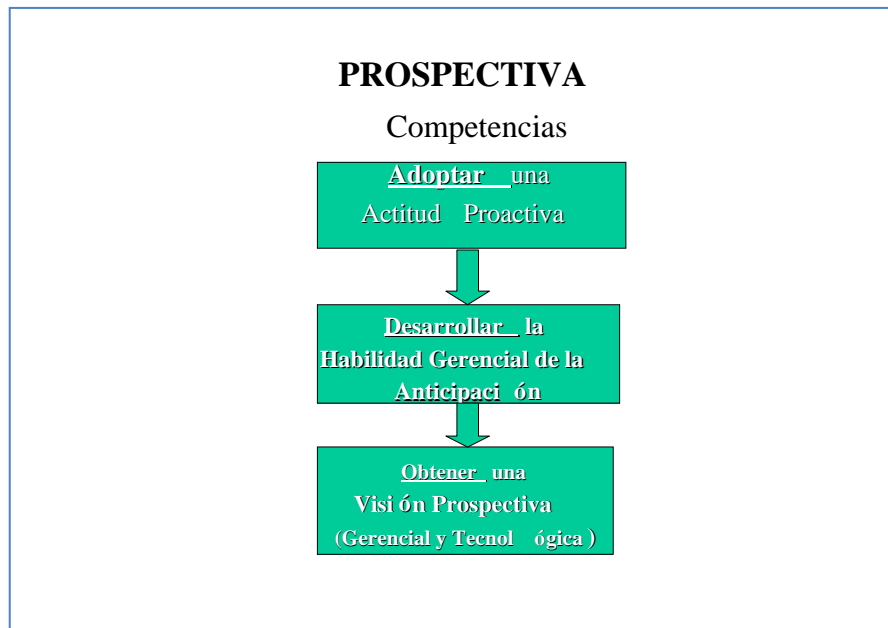 PROSPECTIVA
Competencias
Adoptar una
Actitud Proactiva
Desarrollar la
Habilidad Gerencial de la
Anticipación
Obtener una
Visión Prospectiva
(Gerencial y Tecnológica )